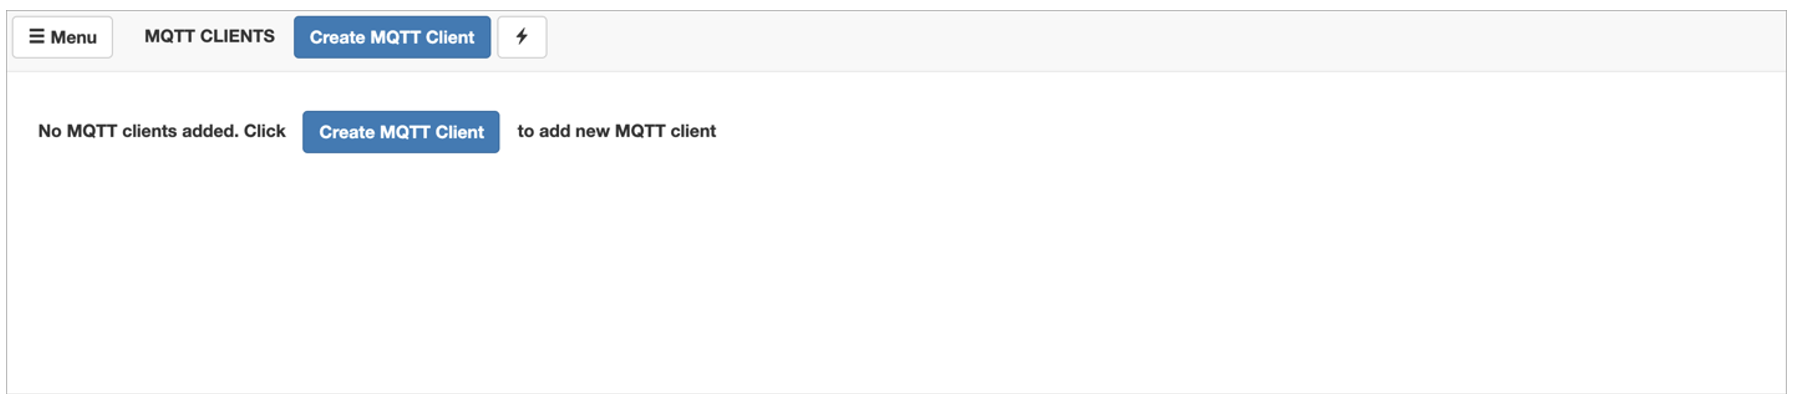 Menu MQTT CLIENTS Create MQTT Client
No MQTT clients added. Click Create MQTT Client to add new MQTT client